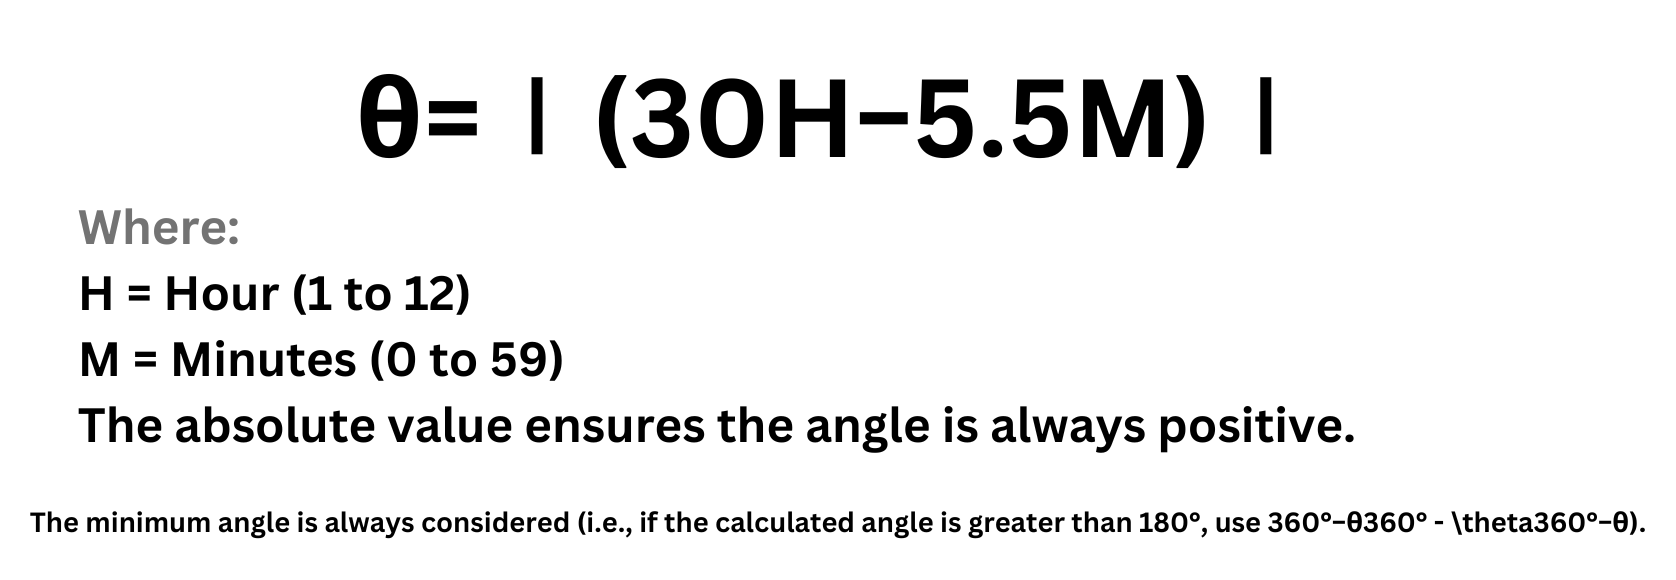 θ= | (30H−5.5M) |
Where:
H = Hour (1 to 12)
M = Minutes (0 to 59)
The absolute value ensures the angle is always positive.
The minimum angle is always considered (i.e., if the calculated angle is greater than 180°, use 360°−θ360° - \theta360°−θ).